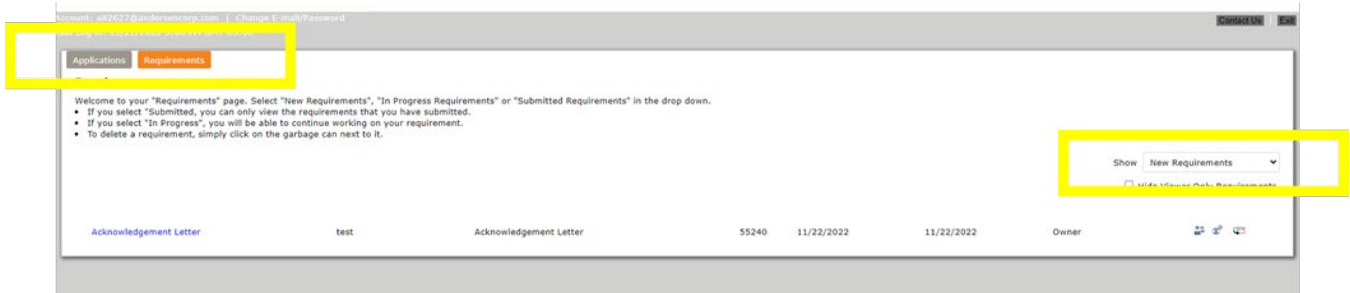 Account: a82627@andersencorp.com | Change E-mail/Password
Contact Us | Exit
Applications Requirements
Welcome to your "Requirements" page. Select "New Requirements", "In Progress Requirements" or "Submitted Requirements" in the drop down.
• If you select "Submitted, you can only view the requirements that you have submitted.
• If you select "In Progress", you will be able to continue working on your requirement.
• To delete a requirement, simply click on the garbage can next to it.
Show New Requirements
Hide Viewer Only Requirements
Acknowledgement Letter test Acknowledgement Letter 55240 11/22/2022 11/22/2022 Owner